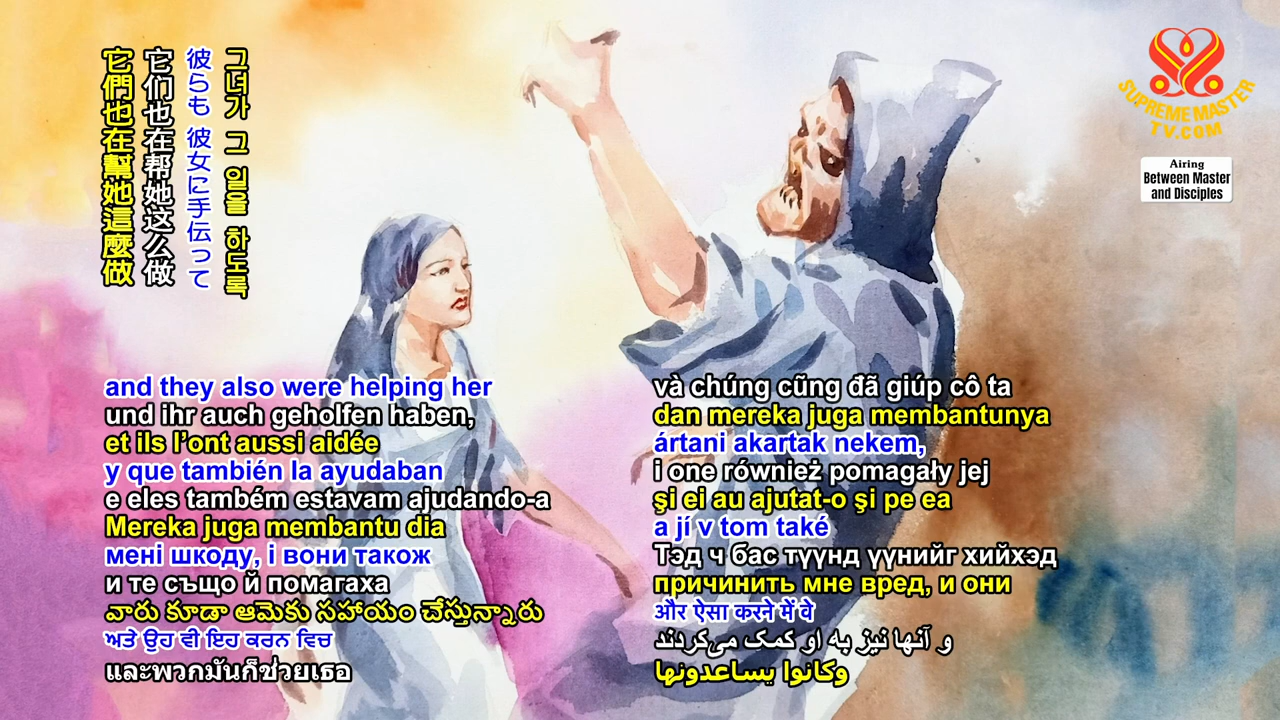 它們也在幫她這麼做
它们也在帮她这么做
彼らも 彼女に手伝って
그녀가 그 일을 하도록
SUPREME MASTER
TV.COM
Airing
Between Master
and Disciples
and they also were helping her
und ihr auch geholfen haben,
et ils l’ont aussi aidée
y que también la ayudaban
e eles também estavam ajudando-a
Mereka juga membantu dia
мені шкоду, і вони також
и те също й помагаха
వారు కూడా ఆమెకు సహాయం చేస్తున్నారు
ਅਤੇ ਉਹ ਵੀ ਇਹ ਕਰਨ ਵਿਚ
และพวกมันก็ช่วยเธอ
và chúng cũng đã giúp cô ta
dan mereka juga membantunya
ártani akartak nekem,
i one również pomagały jej
şi ei au ajutat-o şi pe ea
a jí v tom také
Тэд ч бас түүнд үүнийг хийхэд
причинить мне вред, и они
और ऐसा करने में वे
و آنها نیز به او کمک می‌کردند
وكانوا يساعدونها